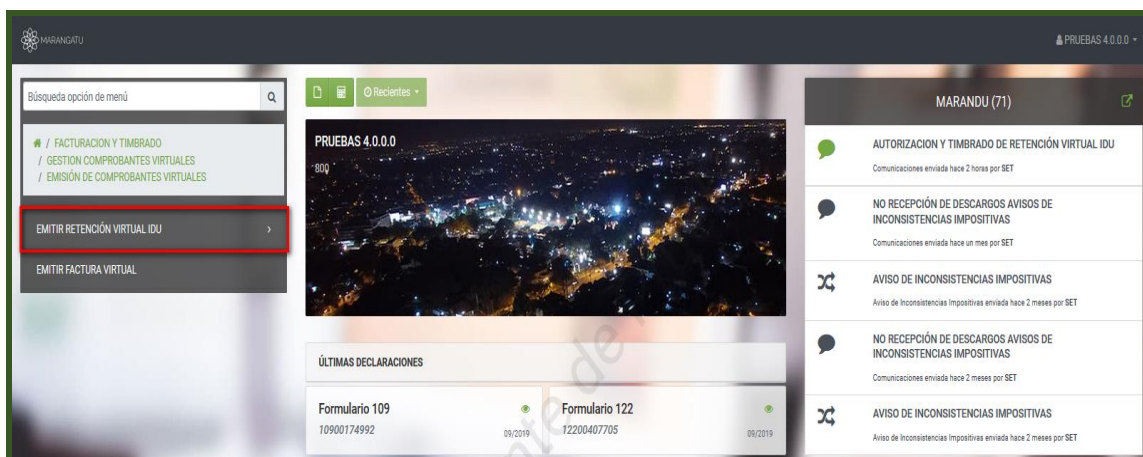 MARANGATU
PRUEBAS 4.0.0.0
Búsqueda opción de menú
/ FACTURACION Y TIMBRADO
/ GESTION COMPROBANTES VIRTUALES
/ EMISIÓN DE COMPROBANTES VIRTUALES
EMITIR RETENCIÓN VIRTUAL IDU
EMITIR FACTURA VIRTUAL
Recientes
PRUEBAS 4.0.0.0
800
ÚLTIMAS DECLARACIONES
Formulario 109
10900174992
09/2019
Formulario 122
12200407705
09/2019
MARANDU (71)
AUTORIZACION Y TIMBRADO DE RETENCIÓN VIRTUAL IDU
Comunicaciones enviada hace 2 horas por SET
NO RECEPCIÓN DE DESCARGOS AVISOS DE
INCONSISTENCIAS IMPOSITIVAS
Comunicaciones enviada hace un mes por SET
AVISO DE INCONSISTENCIAS IMPOSITIVAS
Aviso de Inconsistencias Impositivas enviada hace 2 meses por SET
NO RECEPCIÓN DE DESCARGOS AVISOS DE
INCONSISTENCIAS IMPOSITIVAS
Comunicaciones enviada hace 2 meses por SET
AVISO DE INCONSISTENCIAS IMPOSITIVAS
Aviso de Inconsistencias Impositivas enviada hace 2 meses por SET